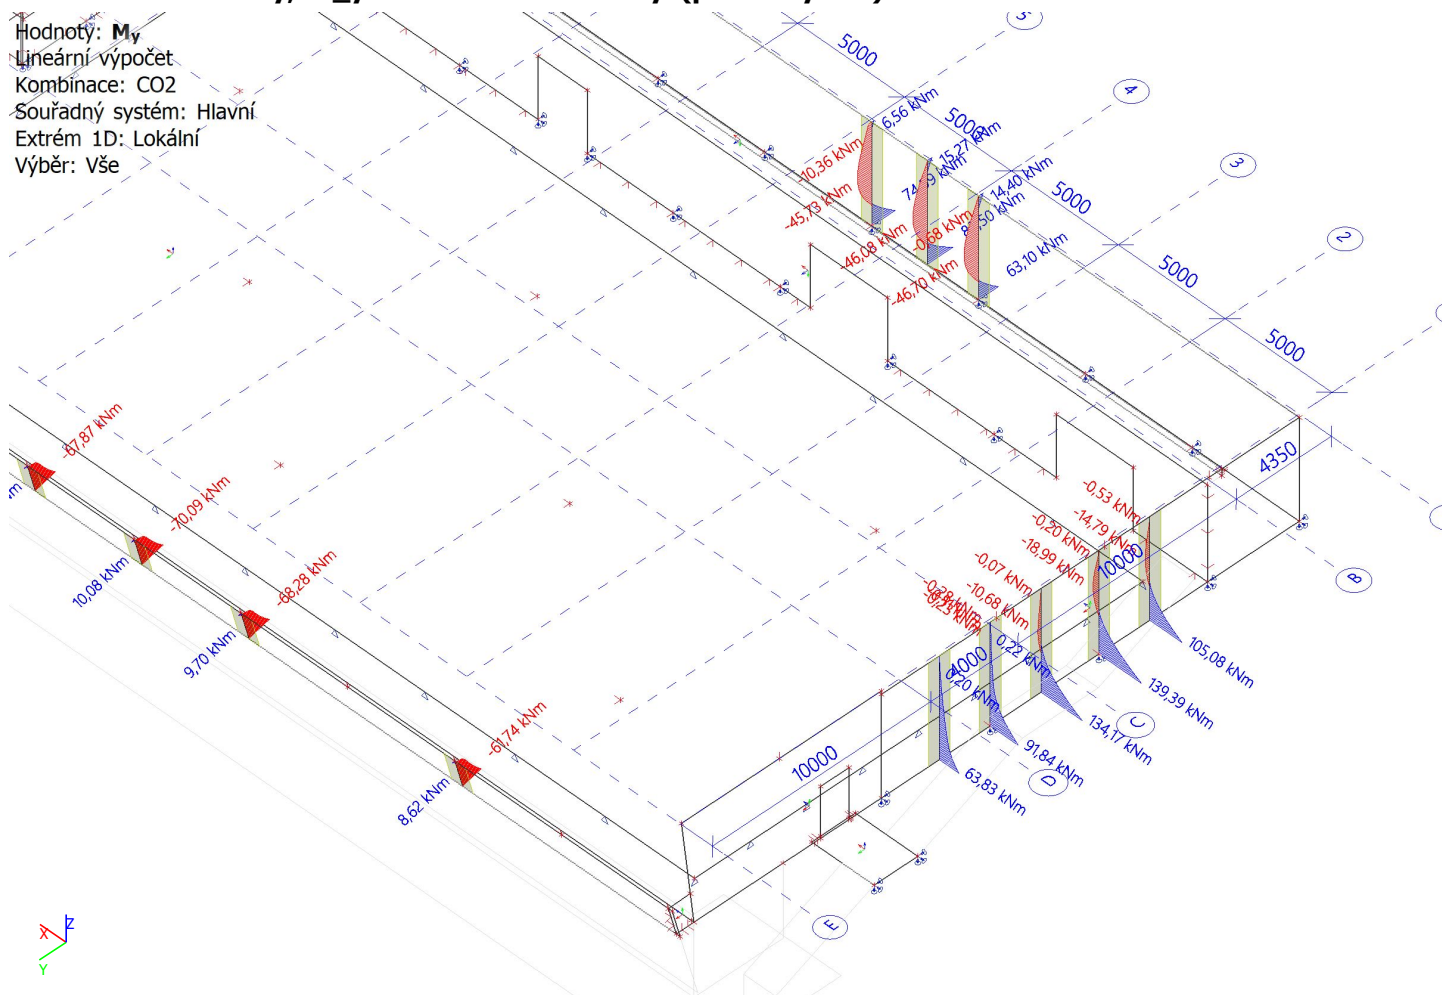 Hodnoty: My
Lineární výpočet
Kombinace: CO2
Souřadný systém: Hlavní
Extrém 1D: Lokální
Výběr: Vše
5
5000
4
6,56 kNm
5000
15,27 kNm
3
-10,36 kNm
14,40 kNm
5000
-45,73 kNm
-0,68 kNm
2
-46,08 kNm
63,10 kNm
5000
-46,70 kNm
5000
4350
-67,87 kNm
-0,53 kNm
-70,09 kNm
-14,79 kNm
-0,20 kNm
-18,99 kNm
10000
-0,07 kNm
B
-68,28 kNm
10,08 kNm
-10,68 kNm
0,22 kNm
105,08 kNm
9,70 kNm
4000
0,20 kNm
139,39 kNm
C
134,17 kNm
-61,74 kNm
10000
91,84 kNm
D
63,83 kNm
8,62 kNm
E
X
Z
Y